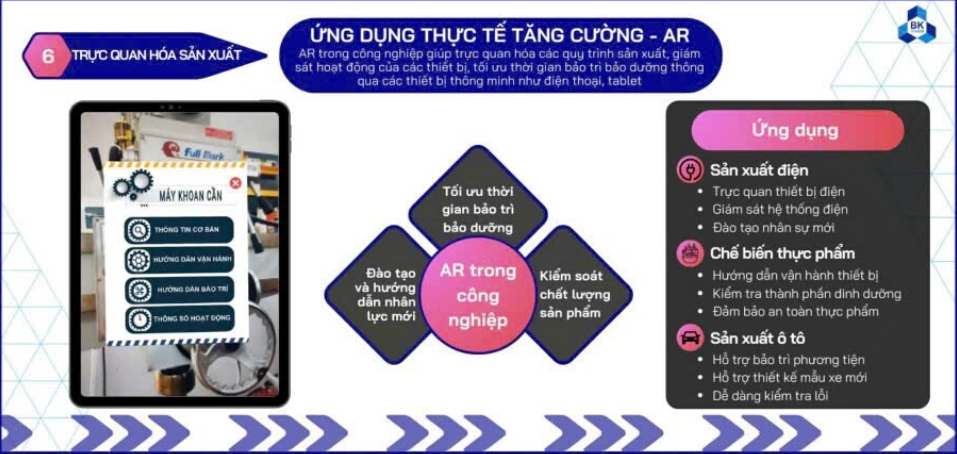 6
TRỰC QUAN HÓA SẢN XUẤT
ỨNG DỤNG THỰC TẾ TĂNG CƯỜNG - AR
AR trong công nghiệp giúp trực quan hóa các quy trình sản xuất, giám
sát hoạt động của các thiết bị, tối ưu thời gian bảo trì bảo dưỡng thông
qua các thiết bị thông minh như điện thoại, tablet
BK
Full Mark
MÁY KHOAN CẦN
THÔNG TIN CƠ BẢN
HƯỚNG DẪN VẬN HÀNH
HƯỚNG DẪN BẢO TRÌ
THÔNG SỐ HOẠT ĐỘNG
Tối ưu thời
gian bảo trì
bảo dưỡng
Đào tạo
và hướng
dẫn nhân
lực mới
AR trong
công
nghiệp
Kiểm soát
chất lượng
sản phẩm
Ứng dụng
Sản xuất điện
• Trực quan thiết bị điện
• Giám sát hệ thống điện
• Đào tạo nhân sự mới
Chế biến thực phẩm
• Hướng dẫn vận hành thiết bị
• Kiểm tra thành phần dinh dưỡng
• Đảm bảo an toàn thực phẩm
Sản xuất ô tô
• Hỗ trợ bảo trì phương tiện
• Hỗ trợ thiết kế mẫu xe mới
• Dễ dàng kiểm tra lỗi